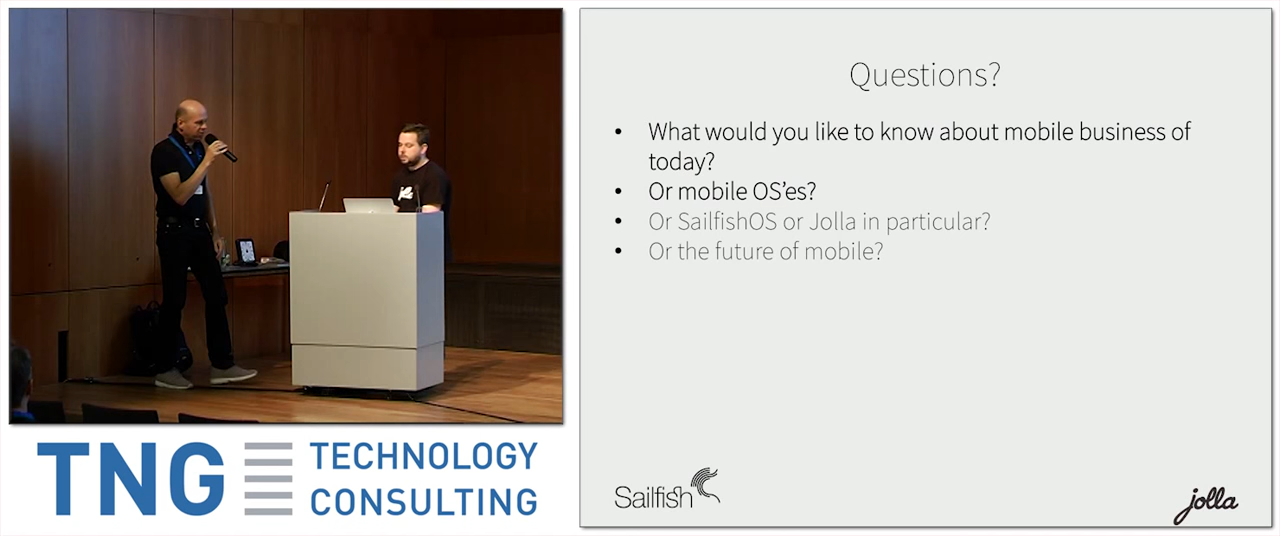 Questions?
• What would you like to know about mobile business of
today?
• Or mobile OS’es?
• Or SailfishOS or Jolla in particular?
• Or the future of mobile?
Sailfish
jolla
TNG TECHNOLOGY
CONSULTING